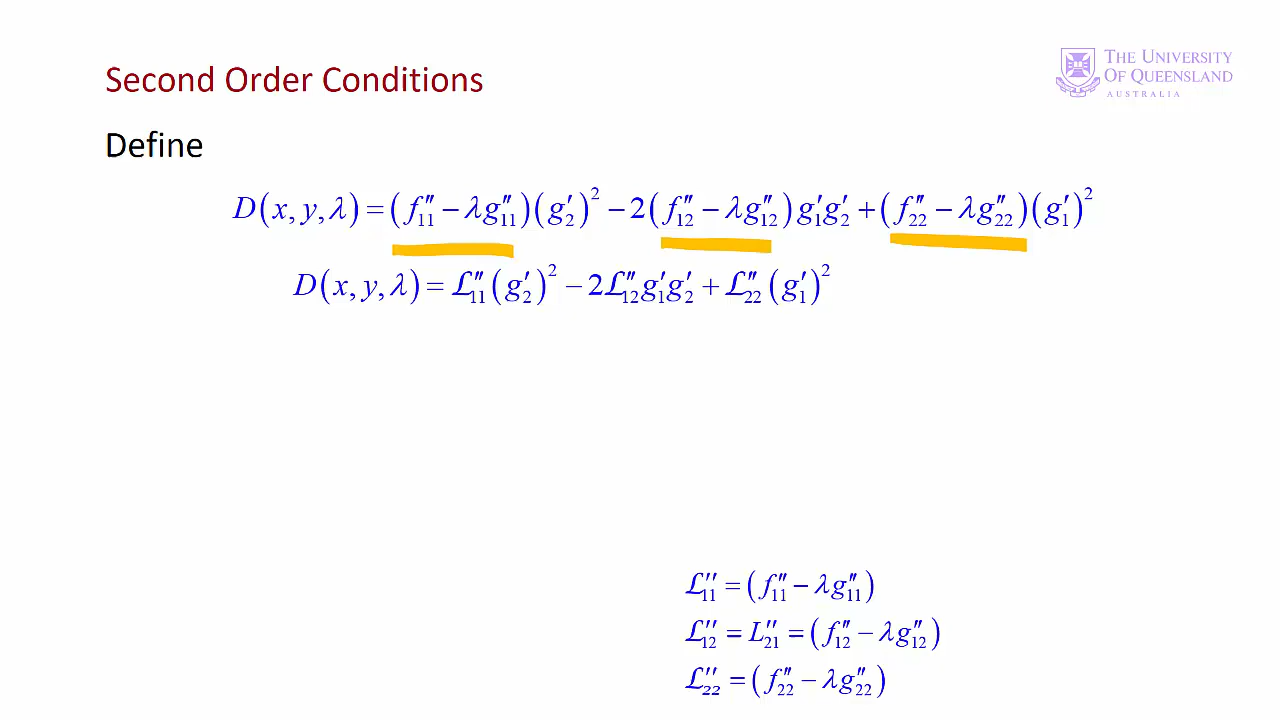 Second Order Conditions
THE UNIVERSITY
OF QUEENSLAND
AUSTRALIA
Define
D(x, y, λ) = (f″₁₁ − λg″₁₁)(g′₂)² − 2(f″₁₂ − λg″₁₂)g′₁g′₂ + (f″₂₂ − λg″₂₂)(g′₁)²
D(x, y, λ) = ℒ″₁₁(g′₂)² − 2ℒ″₁₂g′₁g′₂ + ℒ″₂₂(g′₁)²
ℒ″₁₁ = (f″₁₁ − λg″₁₁)
ℒ″₁₂ = L″₂₁ = (f″₁₂ − λg″₁₂)
ℒ″₂₂ = (f″₂₂ − λg″₂₂)